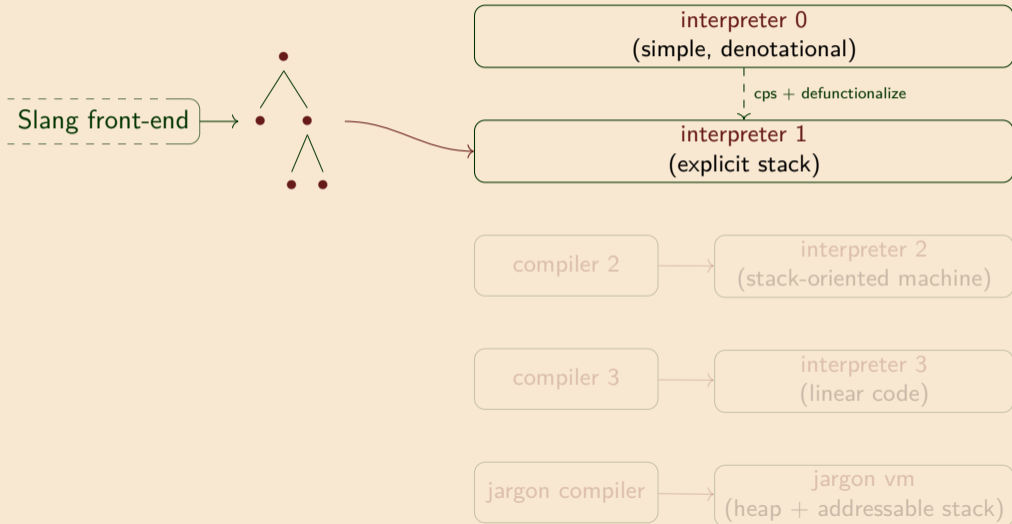 interpreter 0
(simple, denotational)
Slang front-end
cps + defunctionalize
interpreter 1
(explicit stack)
compiler 2
interpreter 2
(stack-oriented machine)
compiler 3
interpreter 3
(linear code)
jargon compiler
jargon vm
(heap + addressable stack)